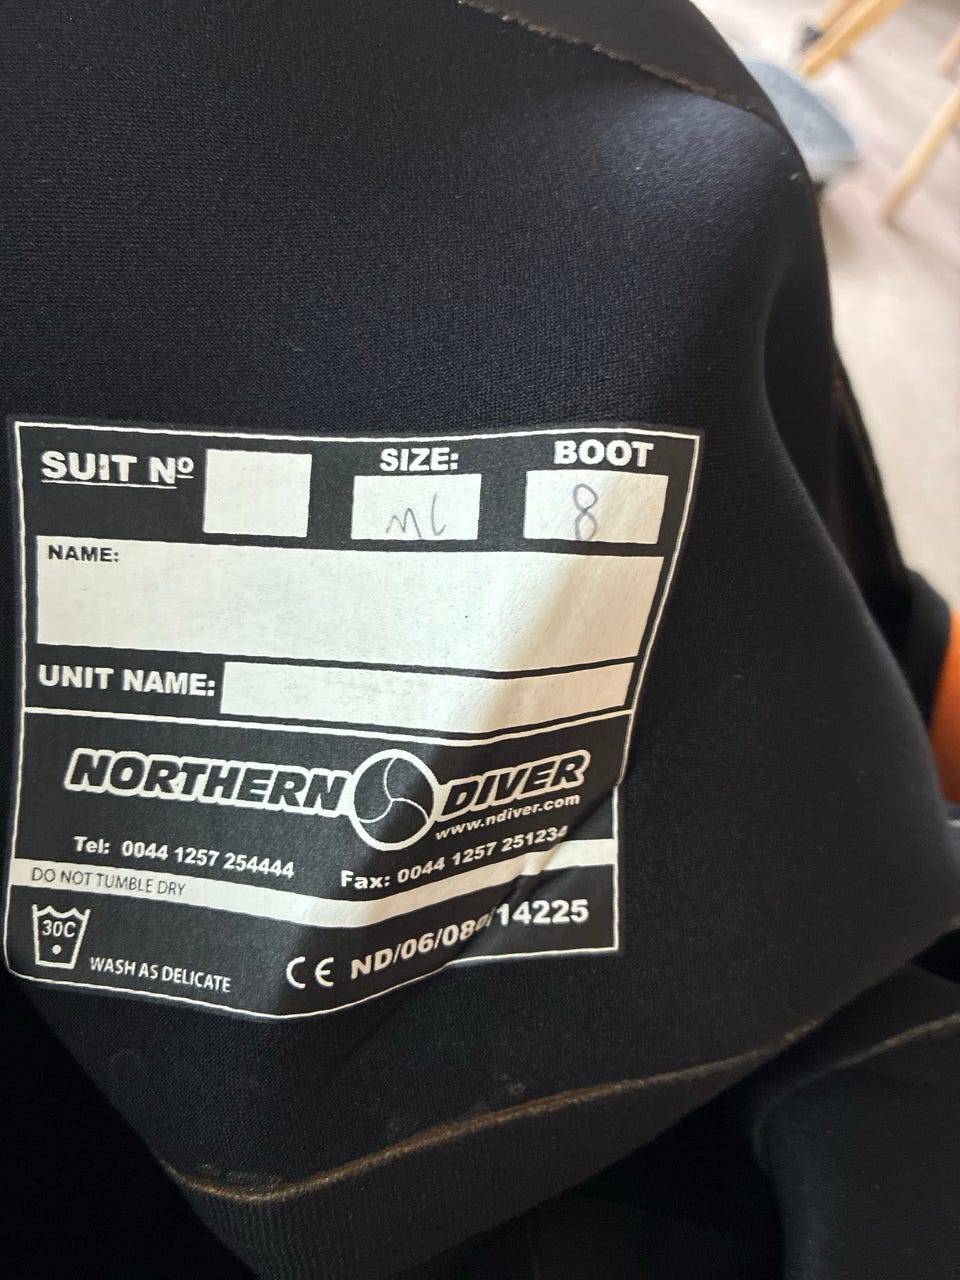 SUIT Nº SIZE: BOOT
ML 8
NAME:
UNIT NAME:
NORTHERN DIVER
www.ndiver.com
Tel: 0044 1257 254444 Fax: 0044 1257 251234
DO NOT TUMBLE DRY
30C
WASH AS DELICATE
CE